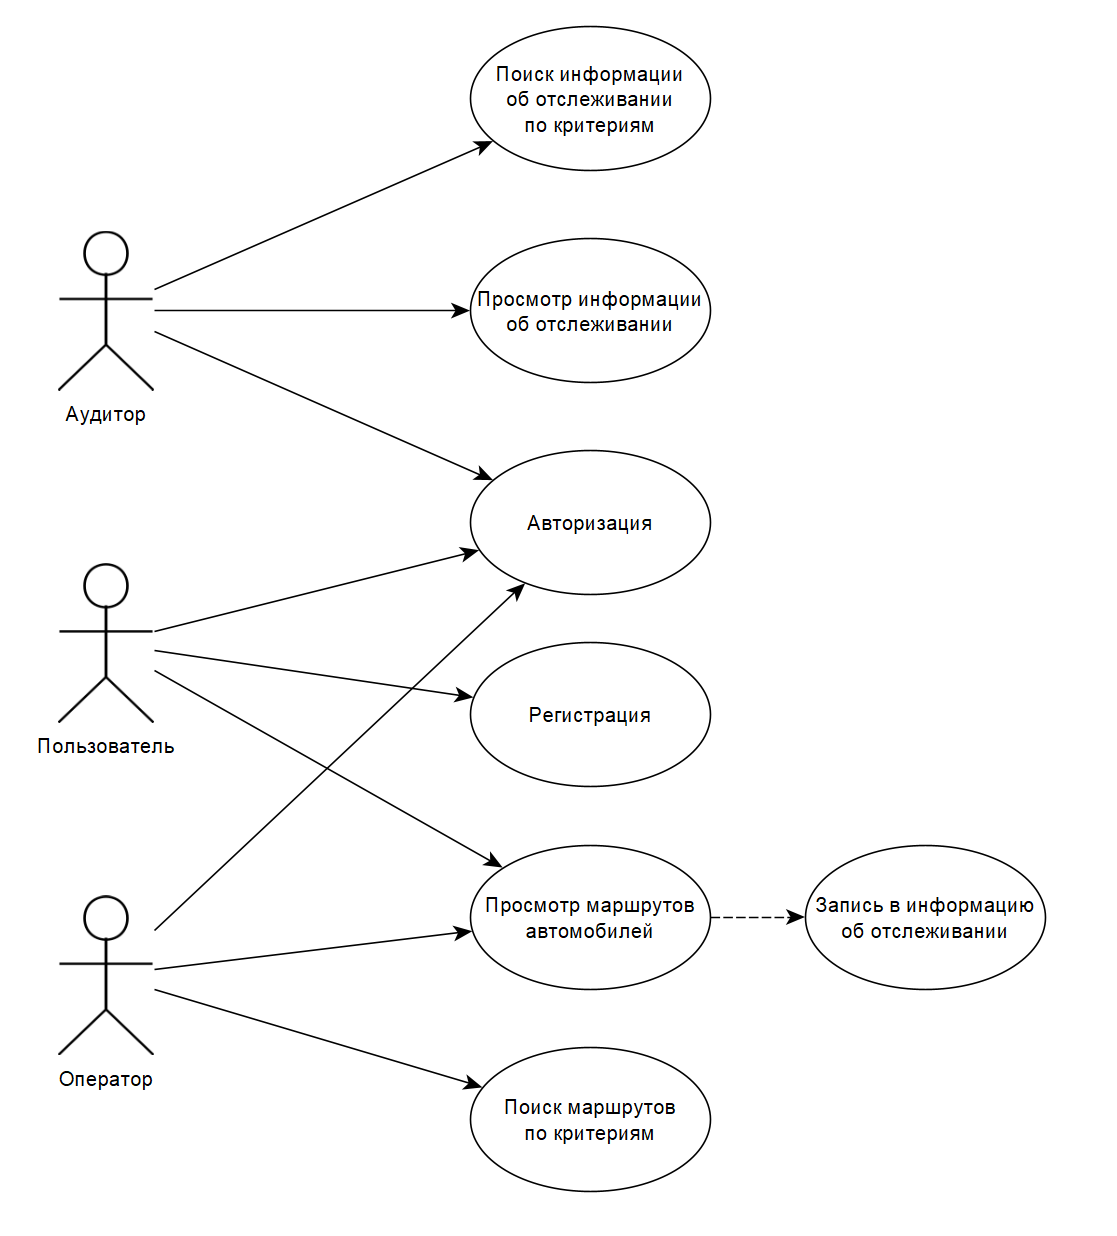 Поиск информации
об отслеживании
по критериям
Просмотр информации
об отслеживании
Аудитор
Авторизация
Пользователь
Регистрация
Просмотр маршрутов
автомобилей
Запись в информацию
об отслеживании
Оператор
Поиск маршрутов
по критериям